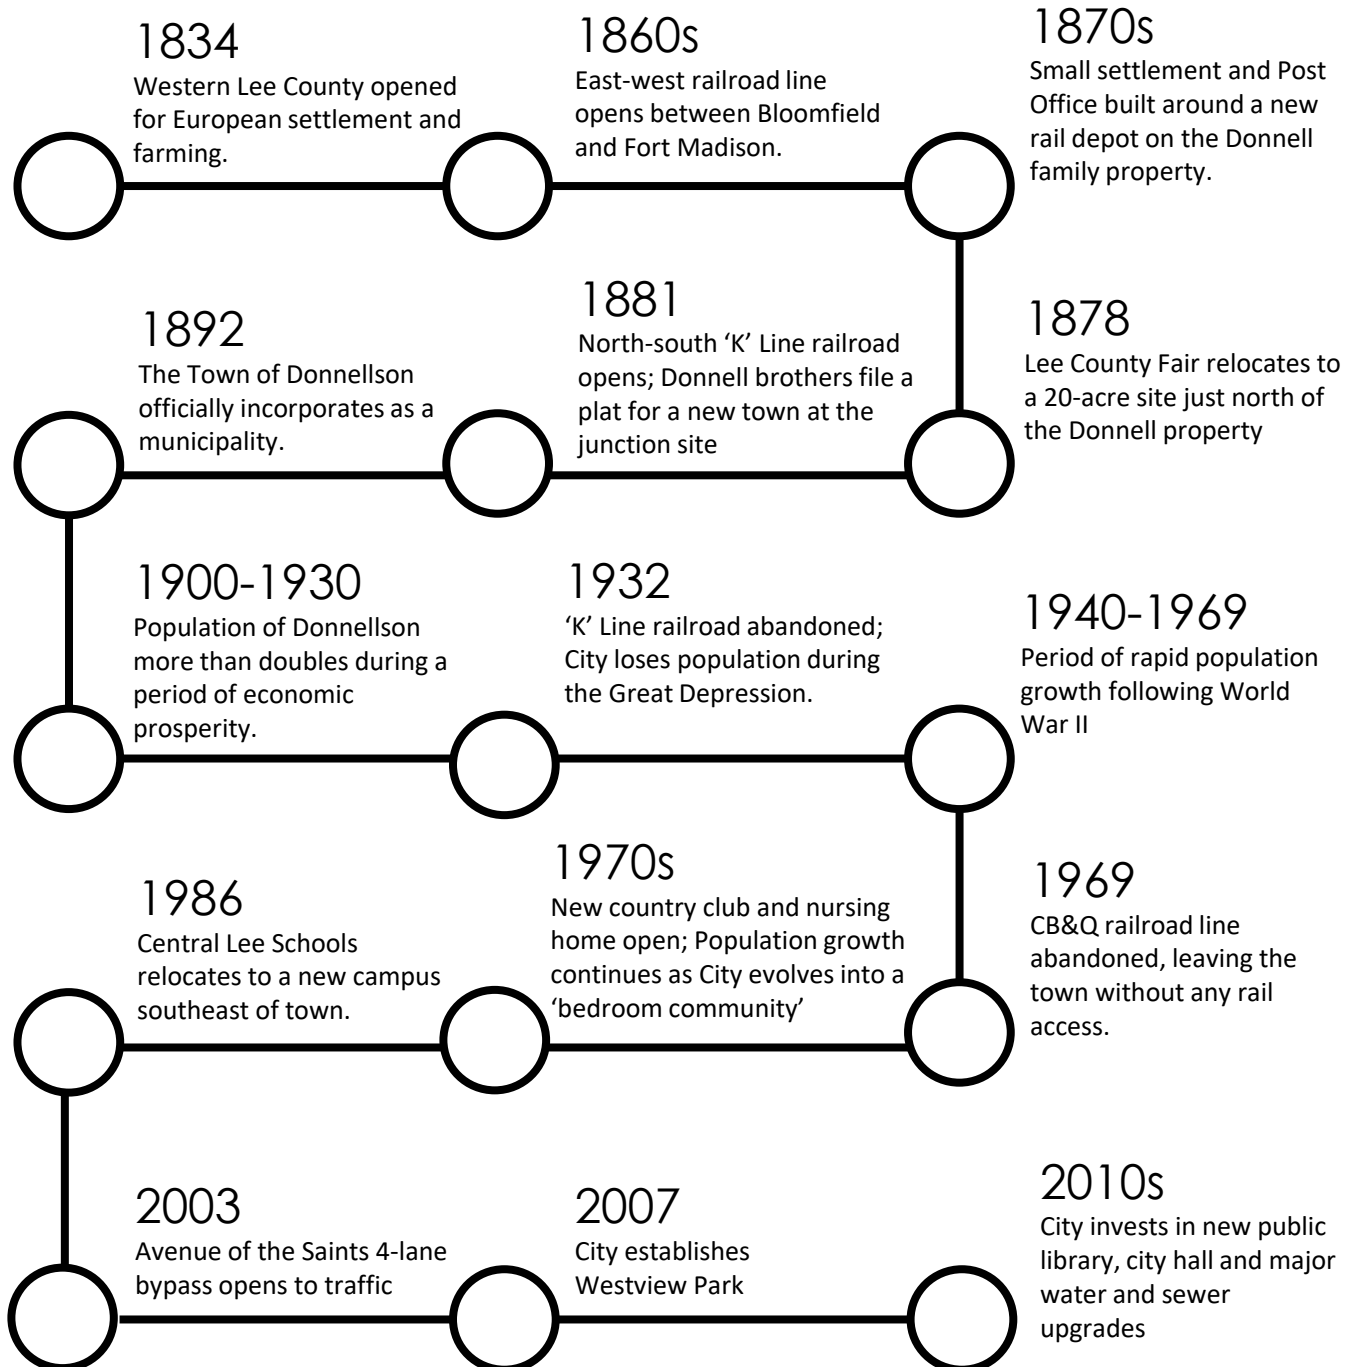 1834
Western Lee County opened
for European settlement and
farming.
1860s
East-west railroad line
opens between Bloomfield
and Fort Madison.
1870s
Small settlement and Post
Office built around a new
rail depot on the Donnell
family property.
1878
Lee County Fair relocates to
a 20-acre site just north of
the Donnell property
1881
North-south ‘K’ Line railroad
opens; Donnell brothers file a
plat for a new town at the
junction site
1892
The Town of Donnellson
officially incorporates as a
municipality.
1900-1930
Population of Donnellson
more than doubles during a
period of economic
prosperity.
1932
‘K’ Line railroad abandoned;
City loses population during
the Great Depression.
1940-1969
Period of rapid population
growth following World
War II
1969
CB&Q railroad line
abandoned, leaving the
town without any rail
access.
1970s
New country club and nursing
home open; Population growth
continues as City evolves into a
‘bedroom community’
1986
Central Lee Schools
relocates to a new campus
southeast of town.
2003
Avenue of the Saints 4-lane
bypass opens to traffic
2007
City establishes
Westview Park
2010s
City invests in new public
library, city hall and major
water and sewer
upgrades